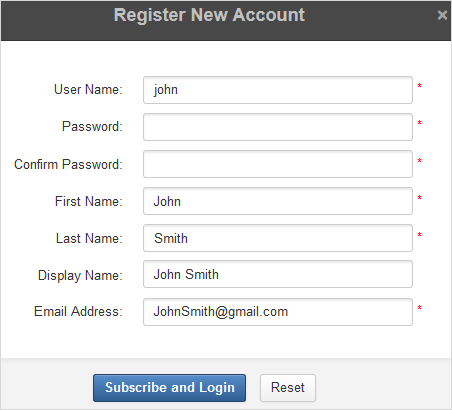 Register New Account ×
User Name: john *
Password: *
Confirm Password: *
First Name: John *
Last Name: Smith *
Display Name: John Smith
Email Address: JohnSmith@gmail.com *
Subscribe and Login Reset